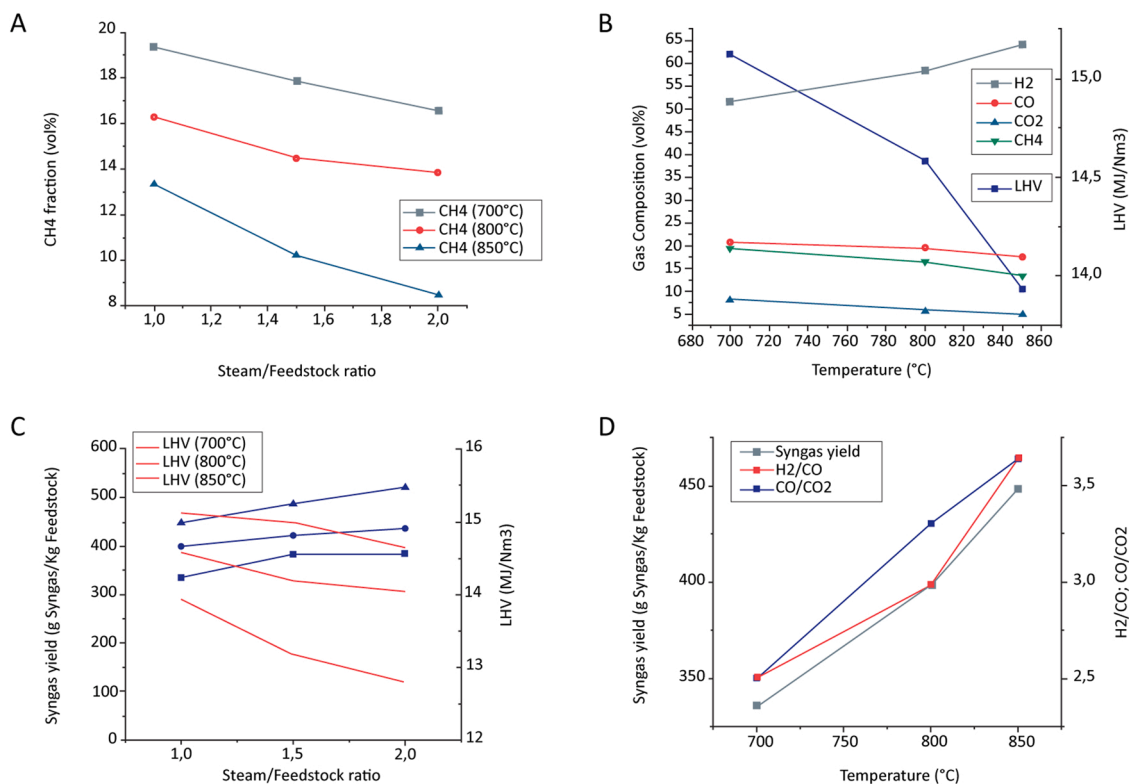 A
CH4 fraction (vol%)
20
18
16
14
12
10
8
1,0
1,2
1,4
1,6
1,8
2,0
Steam/Feedstock ratio
CH4 (700°C)
CH4 (800°C)
CH4 (850°C)
B
Gas Composition (vol%)
65
60
55
50
45
40
35
30
25
20
15
10
5
680
700
720
740
760
780
800
820
840
860
Temperature (°C)
H2
CO
CO2
CH4
LHV
15,0
14,5
14,0
LHV (MJ/Nm3)
C
Syngas yield (g Syngas/Kg Feedstock)
600
500
400
300
200
100
0
1,0
1,5
2,0
Steam/Feedstock ratio
LHV (700°C)
LHV (800°C)
LHV (850°C)
16
15
14
13
12
LHV (MJ/Nm3)
D
Syngas yield (g Syngas/Kg Feedstock)
450
400
350
700
750
800
850
Temperature (°C)
Syngas yield
H2/CO
CO/CO2
3,5
3,0
2,5
H2/CO; CO/CO2